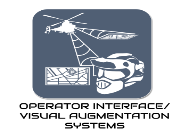 OPERATOR INTERFACE/
VISUAL AUGMENTATION
SYSTEMS